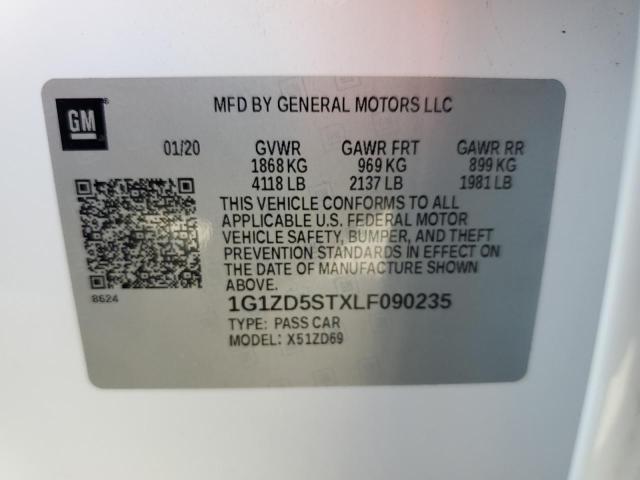 GM
MFD BY GENERAL MOTORS LLC
01/20 GVWR GAWR FRT GAWR RR
1868 KG 969 KG 899 KG
4118 LB 2137 LB 1981 LB
THIS VEHICLE CONFORMS TO ALL
APPLICABLE U.S. FEDERAL MOTOR
VEHICLE SAFETY, BUMPER, AND THEFT
PREVENTION STANDARDS IN EFFECT ON
THE DATE OF MANUFACTURE SHOWN
ABOVE.
8624
1G1ZD5STXLF090235
TYPE: PASS CAR
MODEL: X51ZD69